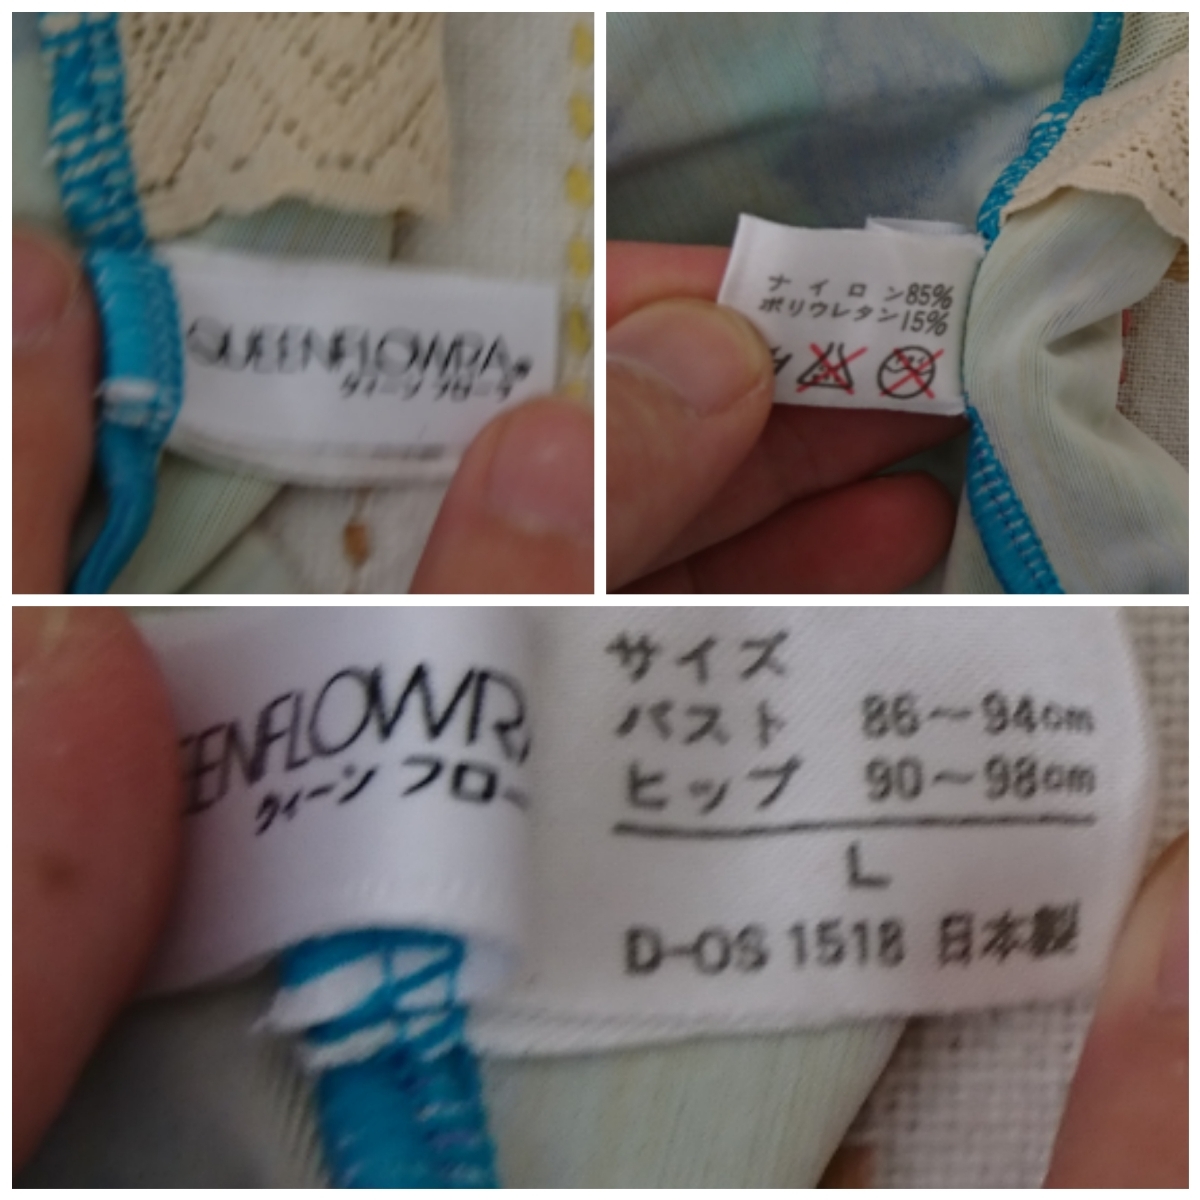 QUEENFLOWRA®
クィーン フローラ
ナイロン85%
ポリウレタン15%
ENFLOWRA
クィーン フロー
サイズ
バスト 86～94cm
ヒップ 90～98cm
L
D-OS 1518 日本製